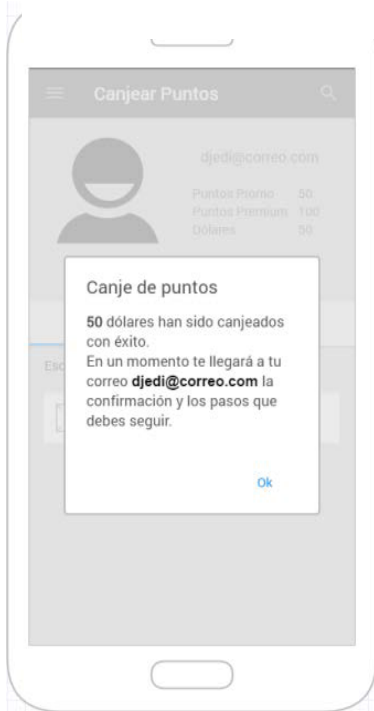 Canjear Puntos
djedi@correo.com
Puntos Promo 50
Puntos Premium 100
Dólares 50
Canje de puntos
50 dólares han sido canjeados
con éxito.
En un momento te llegará a tu
correo djedi@correo.com la
confirmación y los pasos que
debes seguir.
Esc
Ok